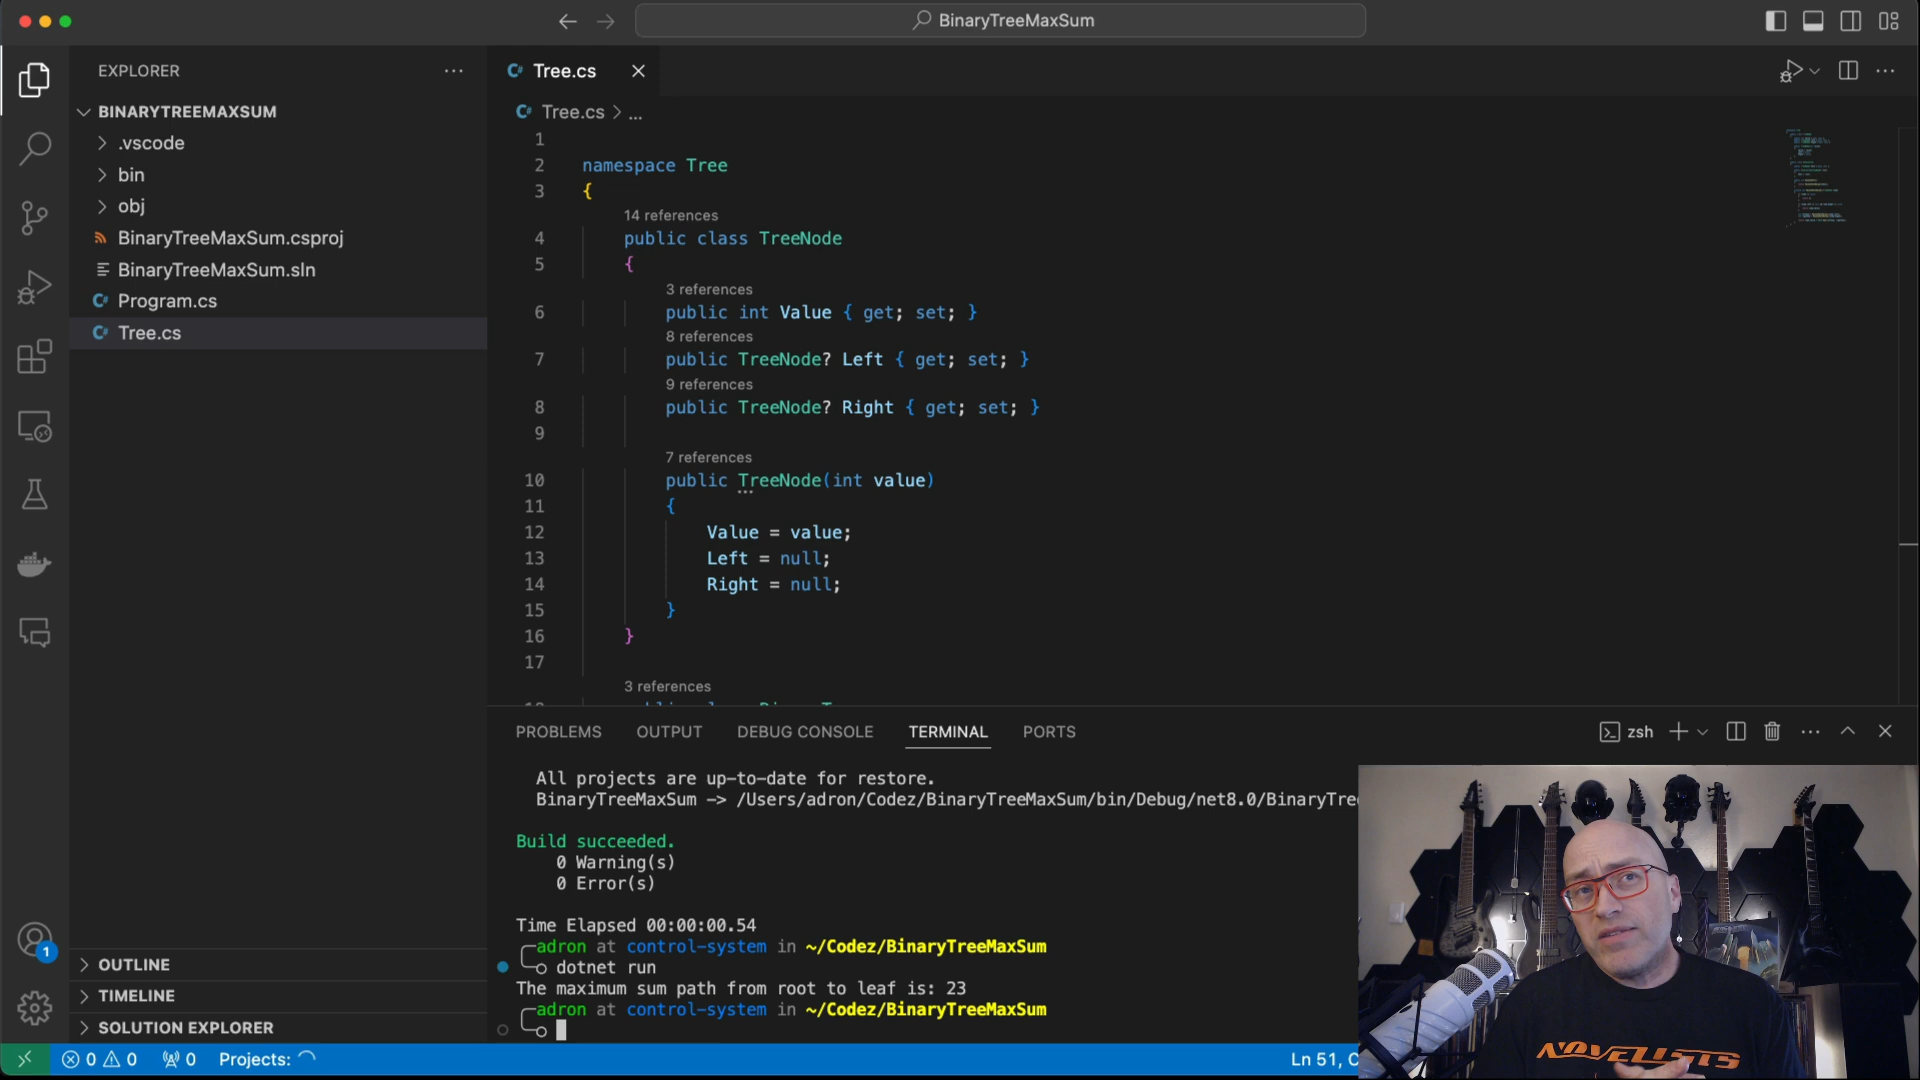 BinaryTreeMaxSum
EXPLORER
BINARYTREEMAXSUM
.vscode
bin
obj
BinaryTreeMaxSum.csproj
BinaryTreeMaxSum.sln
C# Program.cs
C# Tree.cs
OUTLINE
TIMELINE
SOLUTION EXPLORER
C# Tree.cs
C# Tree.cs > ...
1
2 namespace Tree
3 {
14 references
4 public class TreeNode
5 {
3 references
6 public int Value { get; set; }
8 references
7 public TreeNode? Left { get; set; }
9 references
8 public TreeNode? Right { get; set; }
9
7 references
10 public TreeNode(int value)
11 {
12 Value = value;
13 Left = null;
14 Right = null;
15 }
16 }
17
3 references
PROBLEMS OUTPUT DEBUG CONSOLE TERMINAL PORTS
zsh
All projects are up-to-date for restore.
BinaryTreeMaxSum -> /Users/adron/Codez/BinaryTreeMaxSum/bin/Debug/net8.0/BinaryTre
Build succeeded.
0 Warning(s)
0 Error(s)
Time Elapsed 00:00:00.54
adron at control-system in ~/Codez/BinaryTreeMaxSum
dotnet run
The maximum sum path from root to leaf is: 23
adron at control-system in ~/Codez/BinaryTreeMaxSum
1
0 0 0 Projects:
Ln 51, C
NOVELISTS